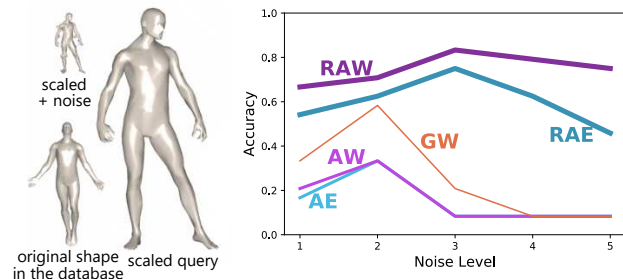 scaled
+ noise
original shape
in the database
scaled query
Accuracy
1.0
0.8
0.6
0.4
0.2
0.0
RAW
RAE
GW
AW
AE
1 2 3 4 5
Noise Level